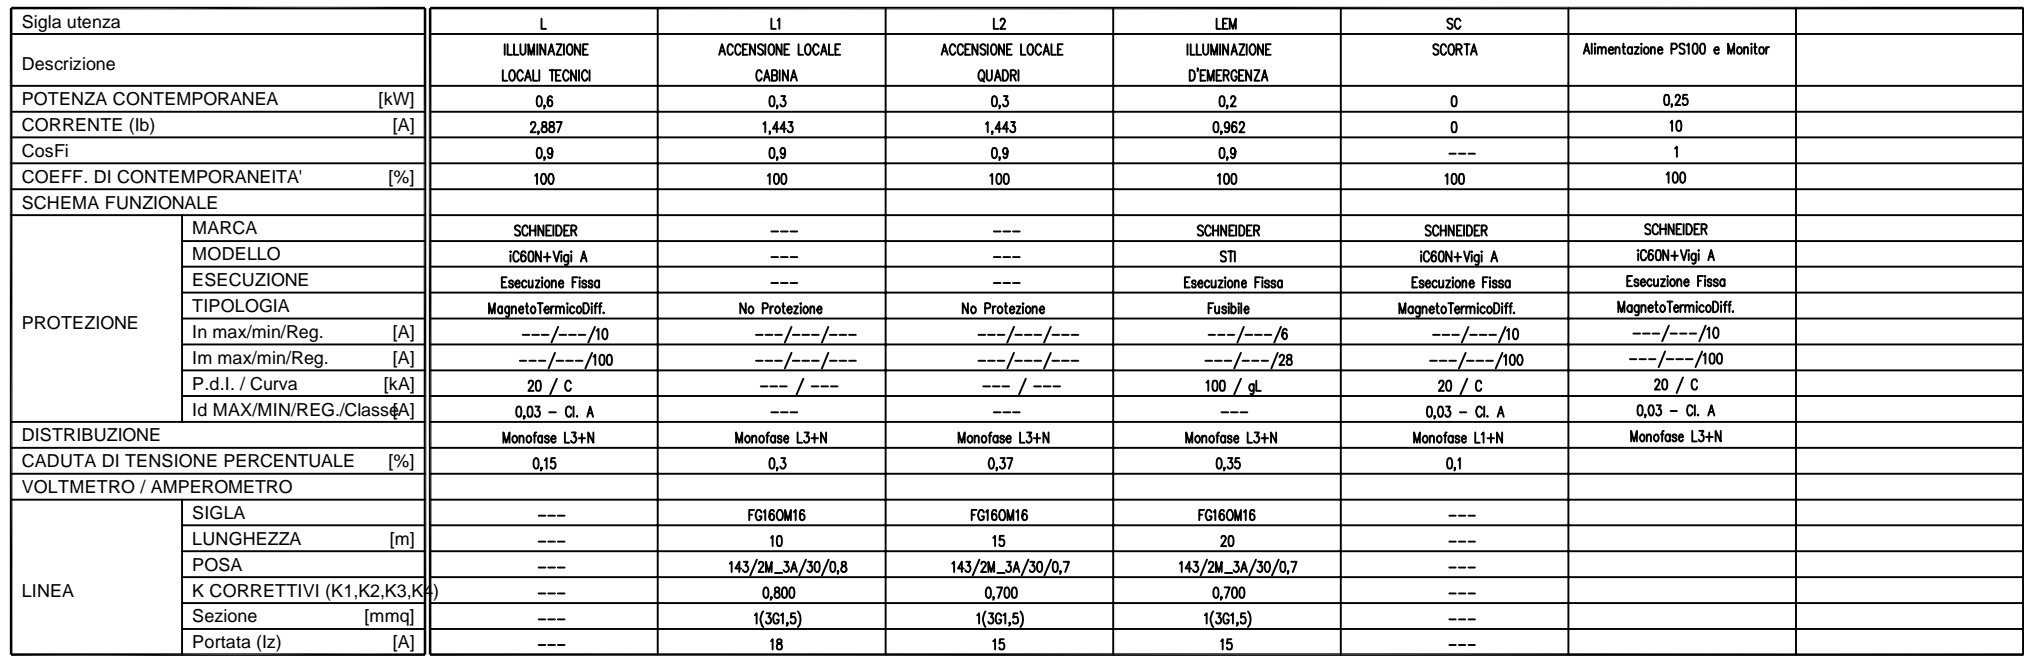 Sigla utenza L L1 L2 LEM SC
Descrizione ILLUMINAZIONE ACCENSIONE LOCALE ACCENSIONE LOCALE ILLUMINAZIONE SCORTA Alimentazione PS100 e Monitor
LOCALI TECNICI CABINA QUADRI D'EMERGENZA
POTENZA CONTEMPORANEA [kW] 0,6 0,3 0,3 0,2 0 0,25
CORRENTE (Ib) [A] 2,887 1,443 1,443 0,962 0 10
CosFi 0,9 0,9 0,9 0,9 --- 1
COEFF. DI CONTEMPORANEITA' [%] 100 100 100 100 100 100
SCHEMA FUNZIONALE
PROTEZIONE
MARCA SCHNEIDER --- --- SCHNEIDER SCHNEIDER SCHNEIDER
MODELLO iC60N+Vigi A --- --- STI iC60N+Vigi A iC60N+Vigi A
ESECUZIONE Esecuzione Fissa --- --- Esecuzione Fissa Esecuzione Fissa Esecuzione Fissa
TIPOLOGIA MagnetoTermicoDiff. No Protezione No Protezione Fusibile MagnetoTermicoDiff. MagnetoTermicoDiff.
In max/min/Reg. [A] ---/---/10 ---/---/--- ---/---/--- ---/---/6 ---/---/10 ---/---/10
Im max/min/Reg. [A] ---/---/100 ---/---/--- ---/---/--- ---/---/28 ---/---/100 ---/---/100
P.d.I. / Curva [kA] 20 / C --- / --- --- / --- 100 / gL 20 / C 20 / C
Id MAX/MIN/REG./Classe [A] 0,03 - Cl. A --- --- --- 0,03 - Cl. A 0,03 - Cl. A
DISTRIBUZIONE Monofase L3+N Monofase L3+N Monofase L3+N Monofase L3+N Monofase L1+N Monofase L3+N
CADUTA DI TENSIONE PERCENTUALE [%] 0,15 0,3 0,37 0,35 0,1
VOLTMETRO / AMPEROMETRO
LINEA
SIGLA --- FG16OM16 FG16OM16 FG16OM16 ---
LUNGHEZZA [m] --- 10 15 20 ---
POSA --- 143/2M_3A/30/0,8 143/2M_3A/30/0,7 143/2M_3A/30/0,7 ---
K CORRETTIVI (K1,K2,K3,K4) --- 0,800 0,700 0,700 ---
Sezione [mmq] --- 1(3G1,5) 1(3G1,5) 1(3G1,5) ---
Portata (Iz) [A] --- 18 15 15 ---